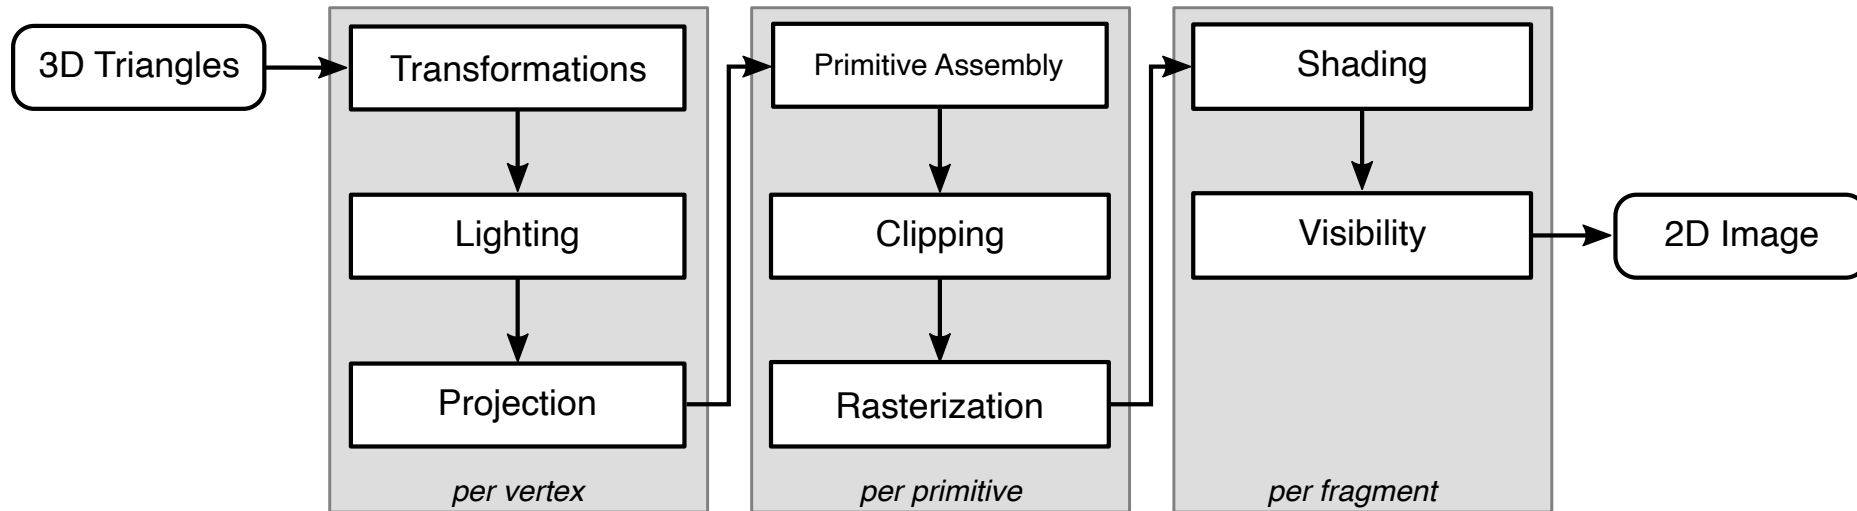 3D Triangles
Transformations
Lighting
Projection
per vertex
Primitive Assembly
Clipping
Rasterization
per primitive
Shading
Visibility
per fragment
2D Image